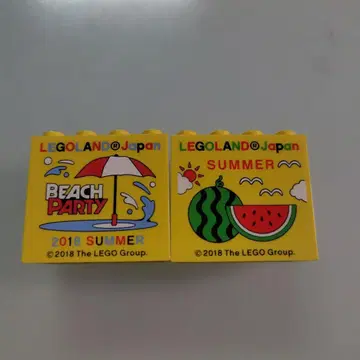 LEGOLAND® Japan
BEACH
PARTY
2018 SUMMER
© 2018 The LEGO Group.
LEGOLAND® Japan
SUMMER
© 2018 The LEGO Group.